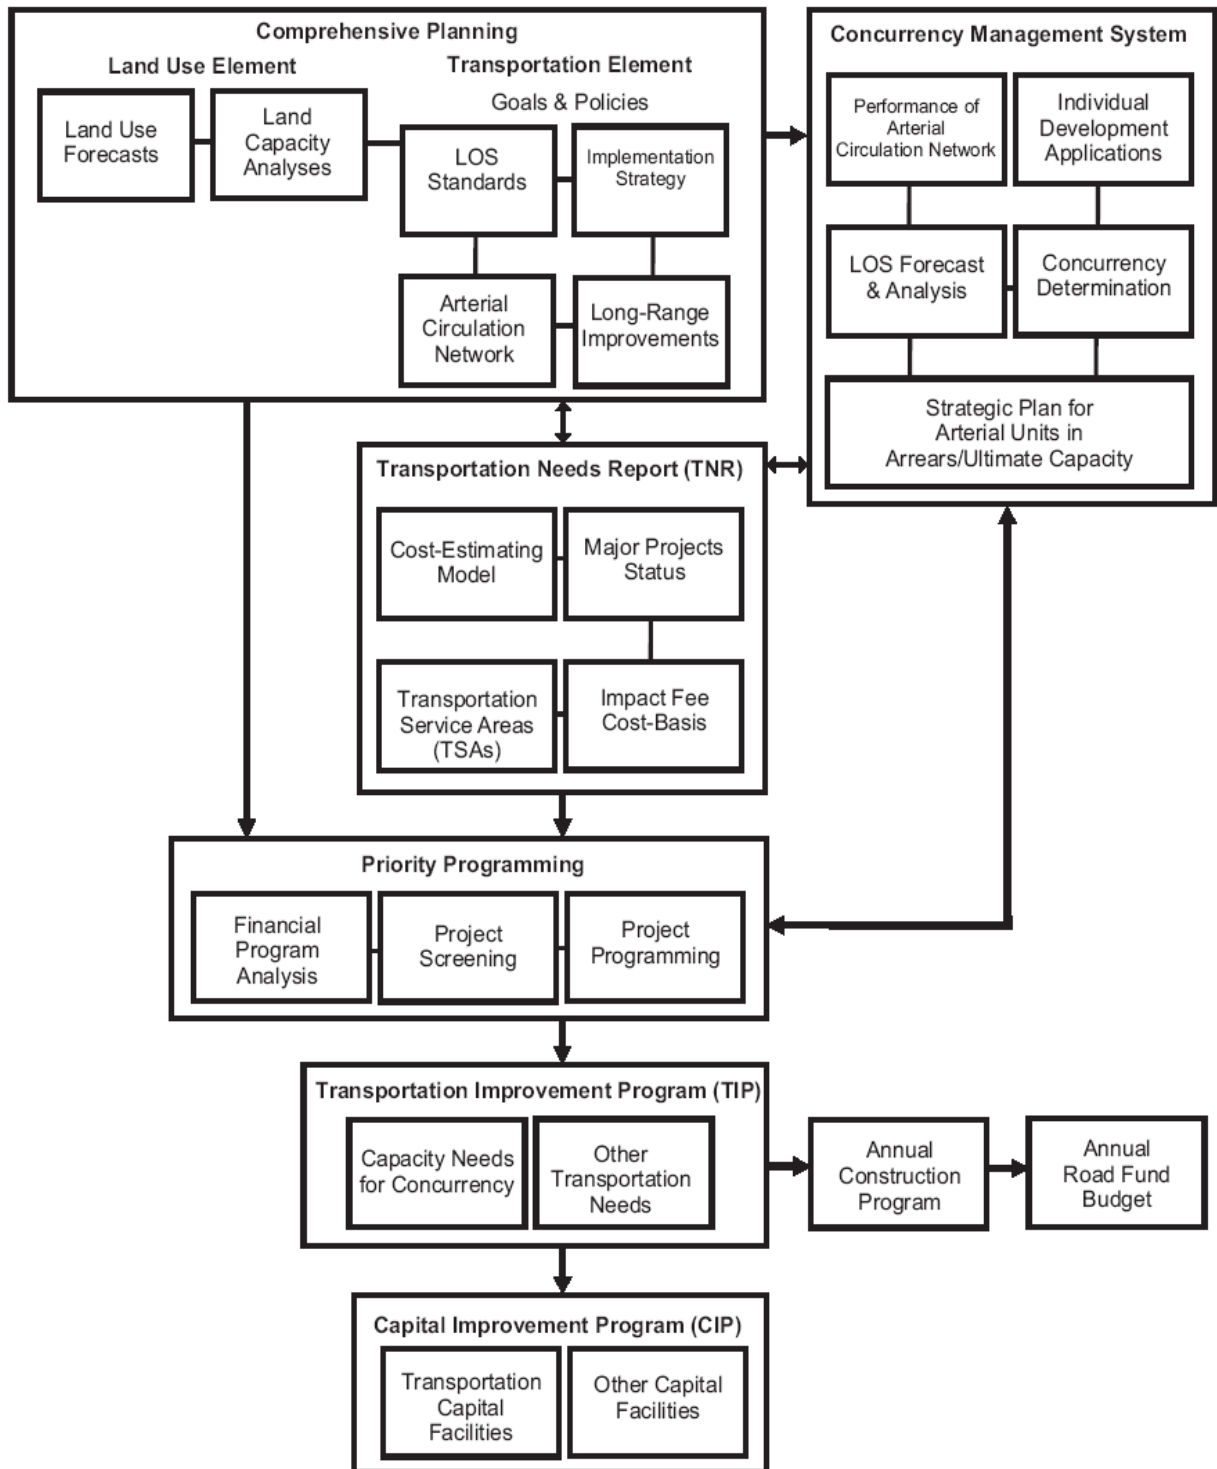 Comprehensive Planning
Land Use Element
Transportation Element
Goals & Policies
Land Use
Forecasts
Land
Capacity
Analyses
LOS
Standards
Implementation
Strategy
Arterial
Circulation
Network
Long-Range
Improvements
Concurrency Management System
Performance of
Arterial
Circulation Network
Individual
Development
Applications
LOS Forecast
& Analysis
Concurrency
Determination
Strategic Plan for
Arterial Units in
Arrears/Ultimate Capacity
Transportation Needs Report (TNR)
Cost-Estimating
Model
Major Projects
Status
Transportation
Service Areas
(TSAs)
Impact Fee
Cost-Basis
Priority Programming
Financial
Program
Analysis
Project
Screening
Project
Programming
Transportation Improvement Program (TIP)
Capacity Needs
for Concurrency
Other
Transportation
Needs
Annual
Construction
Program
Annual
Road Fund
Budget
Capital Improvement Program (CIP)
Transportation
Capital
Facilities
Other Capital
Facilities